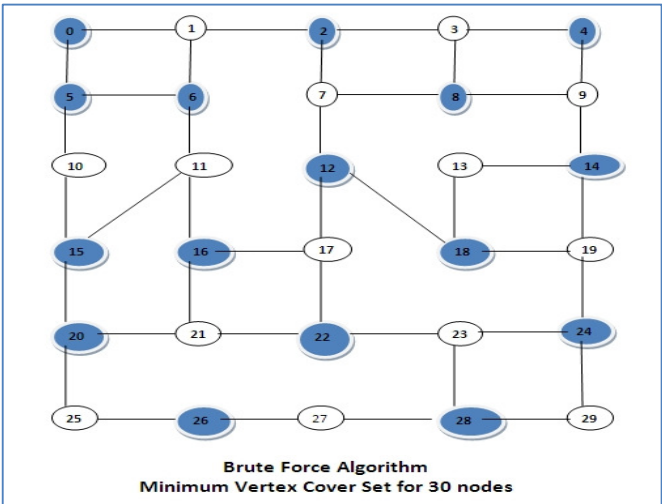 0 1 2 3 4
5 6 7 8 9
10 11 12 13 14
15 16 17 18 19
20 21 22 23 24
25 26 27 28 29
Brute Force Algorithm
Minimum Vertex Cover Set for 30 nodes